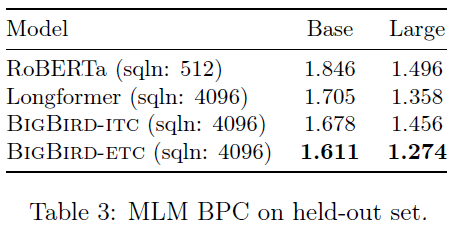 Model Base Large
RoBERTa (sqln: 512) 1.846 1.496
Longformer (sqln: 4096) 1.705 1.358
BIGBIRD-ITC (sqln: 4096) 1.678 1.456
BIGBIRD-ETC (sqln: 4096) 1.611 1.274
Table 3: MLM BPC on held-out set.